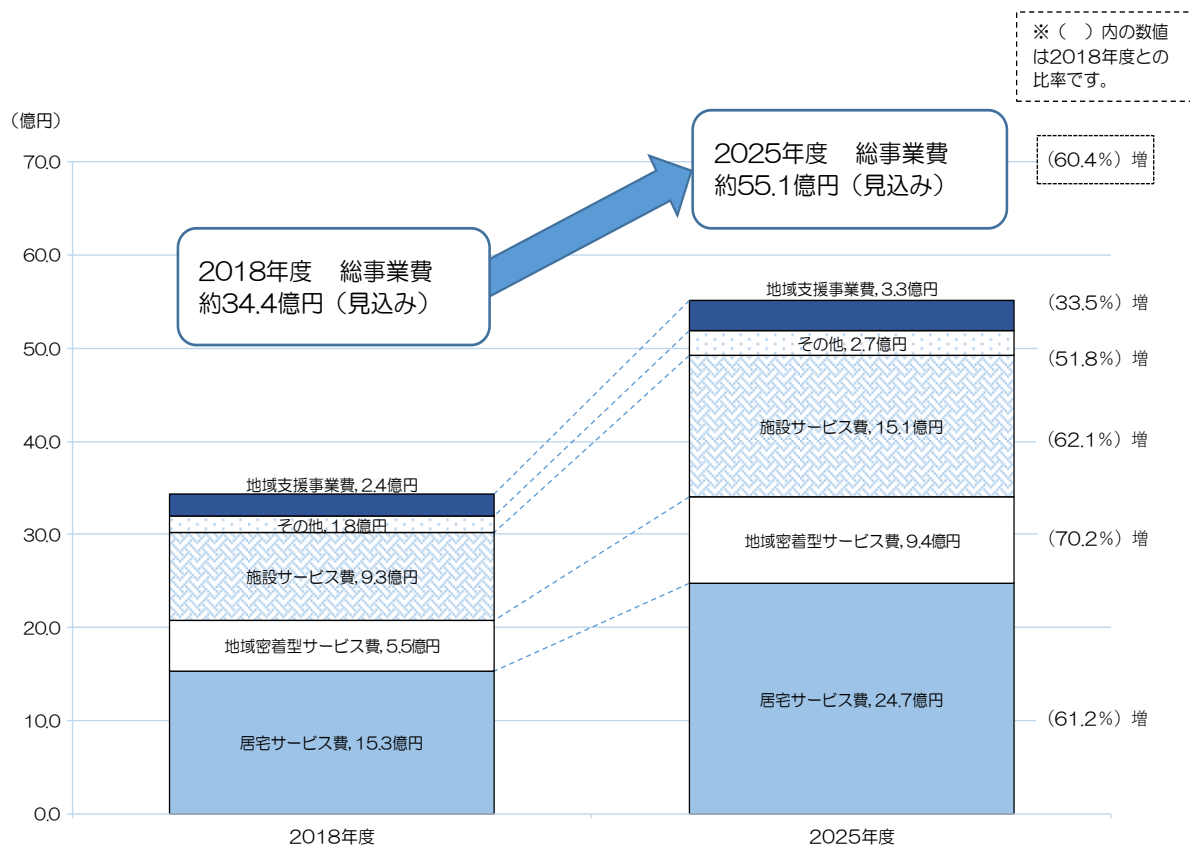 ※（　）内の数値
は2018年度との
比率です。
（億円）
70.0
60.0
50.0
40.0
30.0
20.0
10.0
0.0
2018年度　総事業費
約34.4億円（見込み）
2025年度　総事業費
約55.1億円（見込み）
地域支援事業費, 2.4億円
その他, 1.8億円
施設サービス費, 9.3億円
地域密着型サービス費, 5.5億円
居宅サービス費, 15.3億円
地域支援事業費, 3.3億円
その他, 2.7億円
施設サービス費, 15.1億円
地域密着型サービス費, 9.4億円
居宅サービス費, 24.7億円
（60.4%）増
（33.5%）増
（51.8%）増
（62.1%）増
（70.2%）増
（61.2%）増
2018年度
2025年度